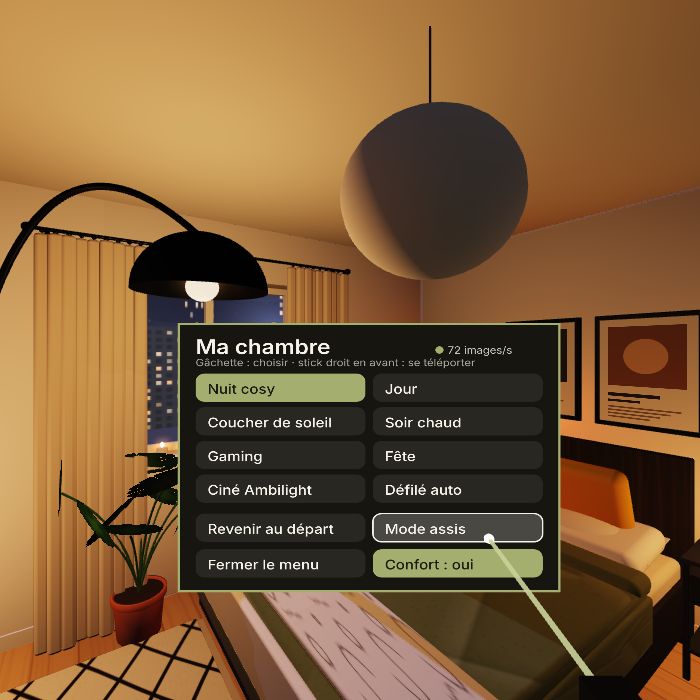 Ma chambre
72 images/s
Gâchette : choisir · stick droit en avant : se téléporter
Nuit cosy
Jour
Coucher de soleil
Soir chaud
Gaming
Fête
Ciné Ambilight
Défilé auto
Revenir au départ
Mode assis
Fermer le menu
Confort : oui